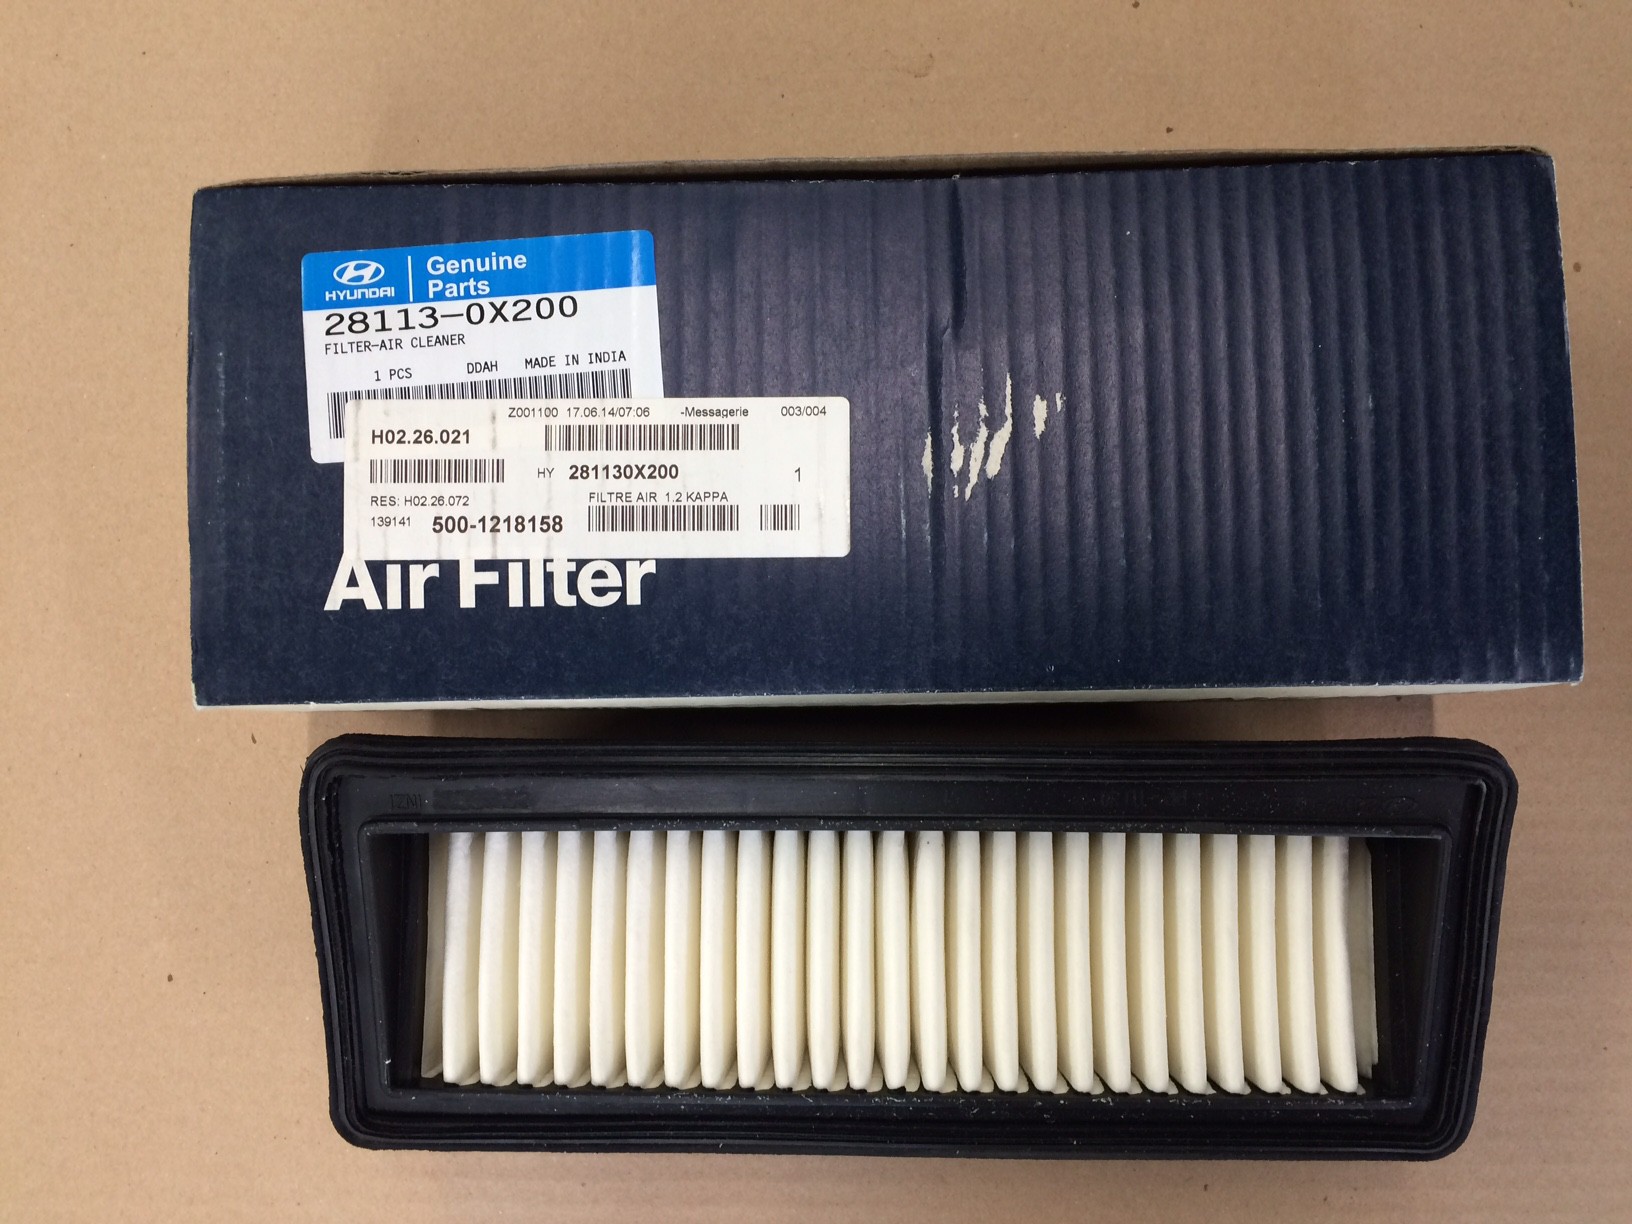 HYUNDAI
Genuine
Parts
28113-0X200
FILTER-AIR CLEANER
1 PCS DDAH MADE IN INDIA
Z001100 17.06.14/07:06 -Messagerie 003/004
H02.26.021
HY 281130X200 1
RES: H02.26.072 FILTRE AIR 1.2 KAPPA
139141 500-1218158
Air Filter